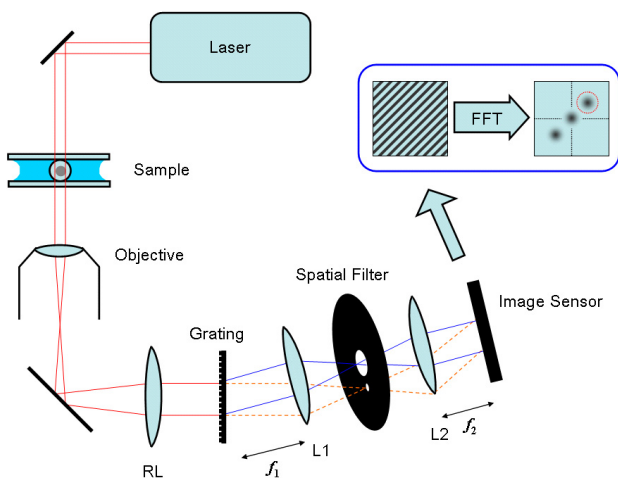 Laser
FFT
Sample
Objective
Spatial Filter
Image Sensor
Grating
L1
L2
f₁
f₂
RL